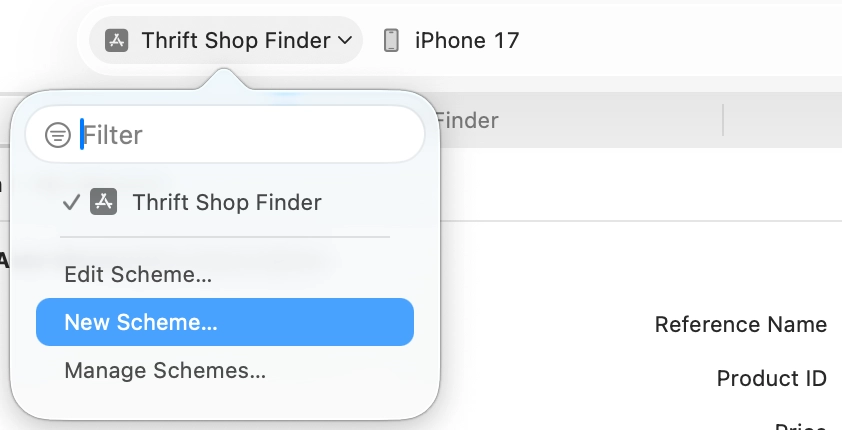 Thrift Shop Finder
iPhone 17
Filter
Finder
Thrift Shop Finder
Edit Scheme...
New Scheme...
Reference Name
Manage Schemes...
Product ID